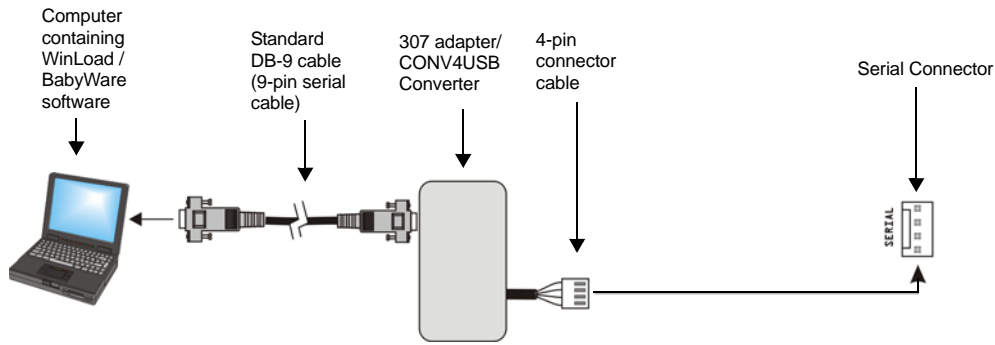 Computer
containing
WinLoad /
BabyWare
software
Standard
DB-9 cable
(9-pin serial
cable)
307 adapter/
CONV4USB
Converter
4-pin
connector
cable
Serial Connector
SERIAL